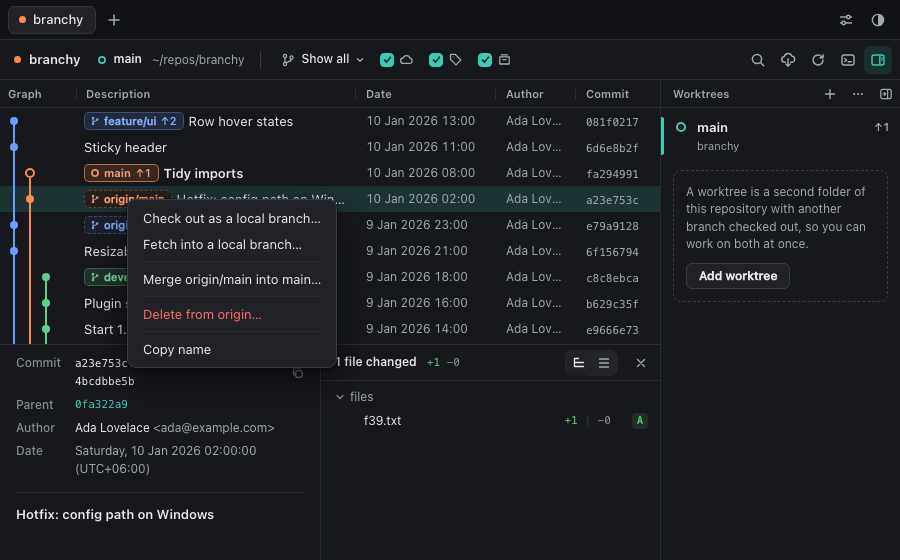 branchy
branchy main ~/repos/branchy Show all
Graph Description Date Author Commit
feature/ui ↑2 Row hover states 10 Jan 2026 13:00 Ada Lov… 081f0217
Sticky header 10 Jan 2026 11:00 Ada Lov… 6d6e8b2f
main ↑1 Tidy imports 10 Jan 2026 08:00 Ada Lov… fa294991
origin/main Hotfix: config path on Win… 10 Jan 2026 02:00 Ada Lov… a23e753c
9 Jan 2026 23:00 Ada Lov… e79a9128
9 Jan 2026 21:00 Ada Lov… 6f156794
9 Jan 2026 18:00 Ada Lov… c8c8ebca
Plugin 9 Jan 2026 16:00 Ada Lov… b629c35f
Start 1. 9 Jan 2026 14:00 Ada Lov… e9666e73
Check out as a local branch…
Fetch into a local branch…
Merge origin/main into main…
Delete from origin…
Copy name
Commit a23e753c
4bcdbbe5b
Parent 0fa322a9
Author Ada Lovelace <ada@example.com>
Date Saturday, 10 Jan 2026 02:00:00
(UTC+06:00)
Hotfix: config path on Windows
1 file changed +1 −0
files
f39.txt +1 −0 A
Worktrees
main ↑1
branchy
A worktree is a second folder of
this repository with another
branch checked out, so you can
work on both at once.
Add worktree